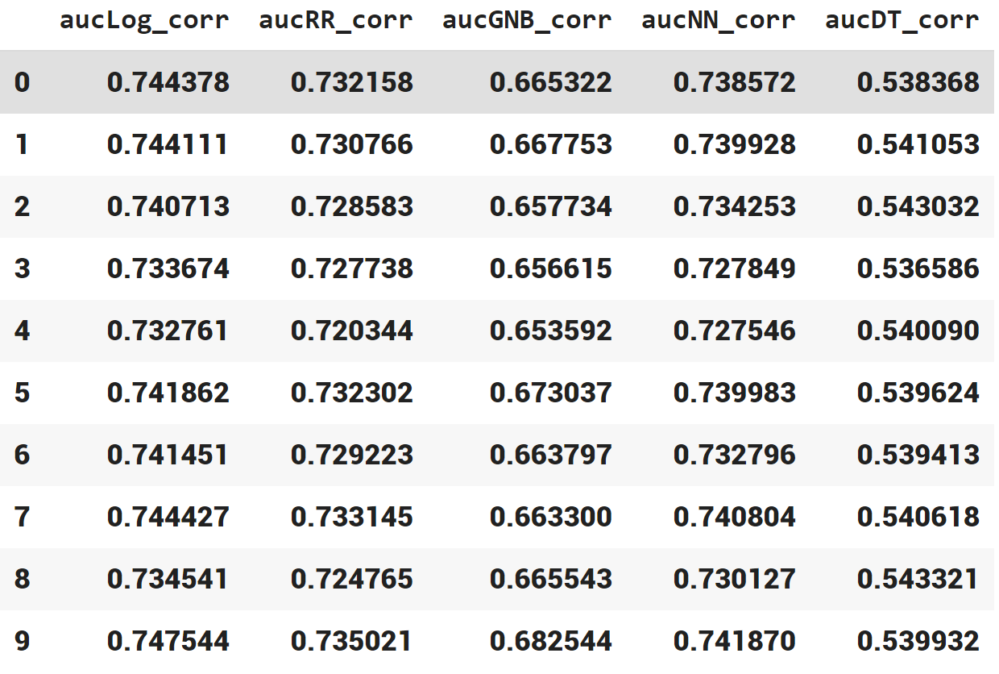 aucLog_corr aucRR_corr aucGNB_corr aucNN_corr aucDT_corr
0 0.744378 0.732158 0.665322 0.738572 0.538368
1 0.744111 0.730766 0.667753 0.739928 0.541053
2 0.740713 0.728583 0.657734 0.734253 0.543032
3 0.733674 0.727738 0.656615 0.727849 0.536586
4 0.732761 0.720344 0.653592 0.727546 0.540090
5 0.741862 0.732302 0.673037 0.739983 0.539624
6 0.741451 0.729223 0.663797 0.732796 0.539413
7 0.744427 0.733145 0.663300 0.740804 0.540618
8 0.734541 0.724765 0.665543 0.730127 0.543321
9 0.747544 0.735021 0.682544 0.741870 0.539932